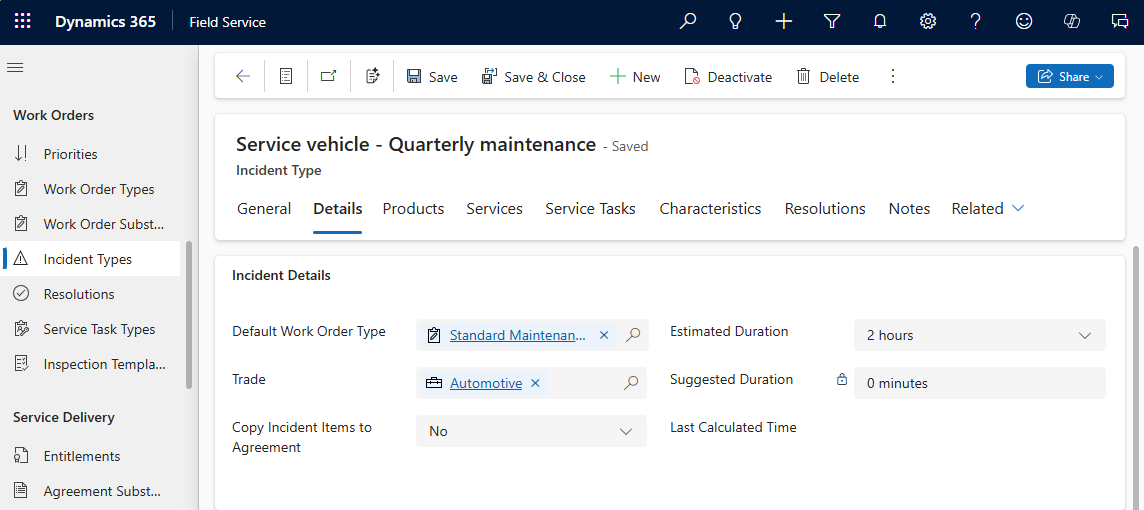 Dynamics 365
Field Service
Save
Save & Close
New
Deactivate
Delete
Share
Work Orders
Priorities
Work Order Types
Work Order Subst...
Incident Types
Resolutions
Service Task Types
Inspection Templa...
Service Delivery
Entitlements
Agreement Subst...
Service vehicle - Quarterly maintenance - Saved
Incident Type
General Details Products Services Service Tasks Characteristics Resolutions Notes Related
Incident Details
Default Work Order Type
Standard Maintenan...
Trade
Automotive
Copy Incident Items to
Agreement
No
Estimated Duration
2 hours
Suggested Duration
0 minutes
Last Calculated Time